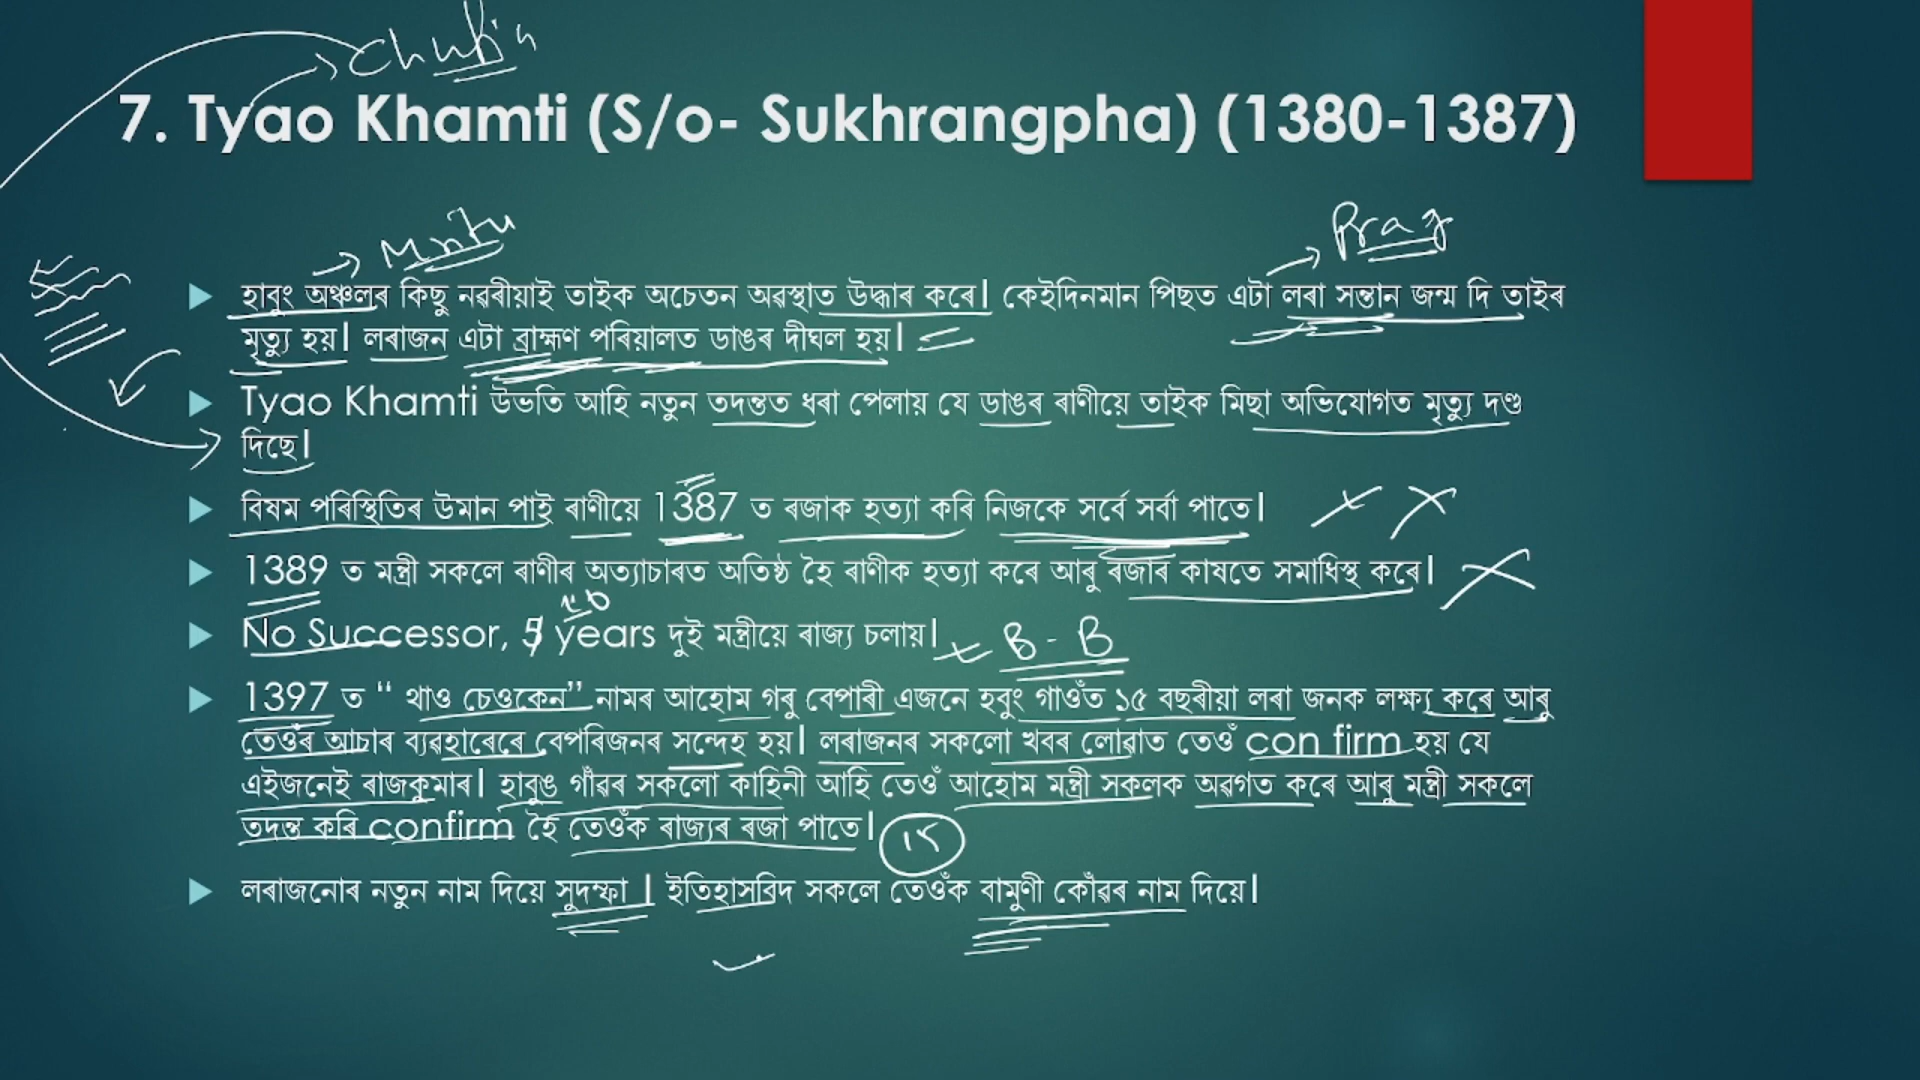 7. Tyao Khamti (S/o- Sukhrangpha) (1380-1387)
হাবুং অঞ্চলৰ কিছু নৱৰীয়াই তাইক অচেতন অৱস্থাত উদ্ধাৰ কৰে। কেইদিনমান পিছত এটা লৰা সন্তান জন্ম দি তাইৰ
মৃত্যু হয়। লৰাজন এটা ব্ৰাহ্মণ পৰিয়ালত ডাঙৰ দীঘল হয়।
Tyao Khamti উভতি আহি নতুন তদন্তত ধৰা পেলায় যে ডাঙৰ ৰাণীয়ে তাইক মিছা অভিযোগত মৃত্যু দণ্ড
দিছে।
বিষম পৰিস্থিতিৰ উমান পাই ৰাণীয়ে 1387 ত ৰজাক হত্যা কৰি নিজকে সৰ্বে সৰ্বা পাতে।
1389 ত মন্ত্ৰী সকলে ৰাণীৰ অত্যাচাৰত অতিষ্ঠ হৈ ৰাণীক হত্যা কৰে আৰু ৰজাৰ কাষতে সমাধিস্থ কৰে।
No Successor, years দুই মন্ত্ৰীয়ে ৰাজ্য চলায়। B - B
1397 ত “ থাও চেওকেন” নামৰ আহোম গৰু বেপাৰী এজনে হবুং গাওঁত ১৫ বছৰীয়া লৰা জনক লক্ষ্য কৰে আৰু
তেওঁৰ আচাৰ ব্যৱহাৰেৰে বেপৰিজনৰ সন্দেহ হয়। লৰাজনৰ সকলো খবৰ লোৱাত তেওঁ con firm হয় যে
এইজনেই ৰাজকুমাৰ। হাবুঙ গাঁৱৰ সকলো কাহিনী আহি তেওঁ আহোম মন্ত্ৰী সকলক অৱগত কৰে আৰু মন্ত্ৰী সকলে
তদন্ত কৰি confirm হৈ তেওঁক ৰাজ্যৰ ৰজা পাতে। ১৫
লৰাজনোৰ নতুন নাম দিয়ে সুদম্ফা । ইতিহাসবিদ সকলে তেওঁক বামুণী কোঁৱৰ নাম দিয়ে।